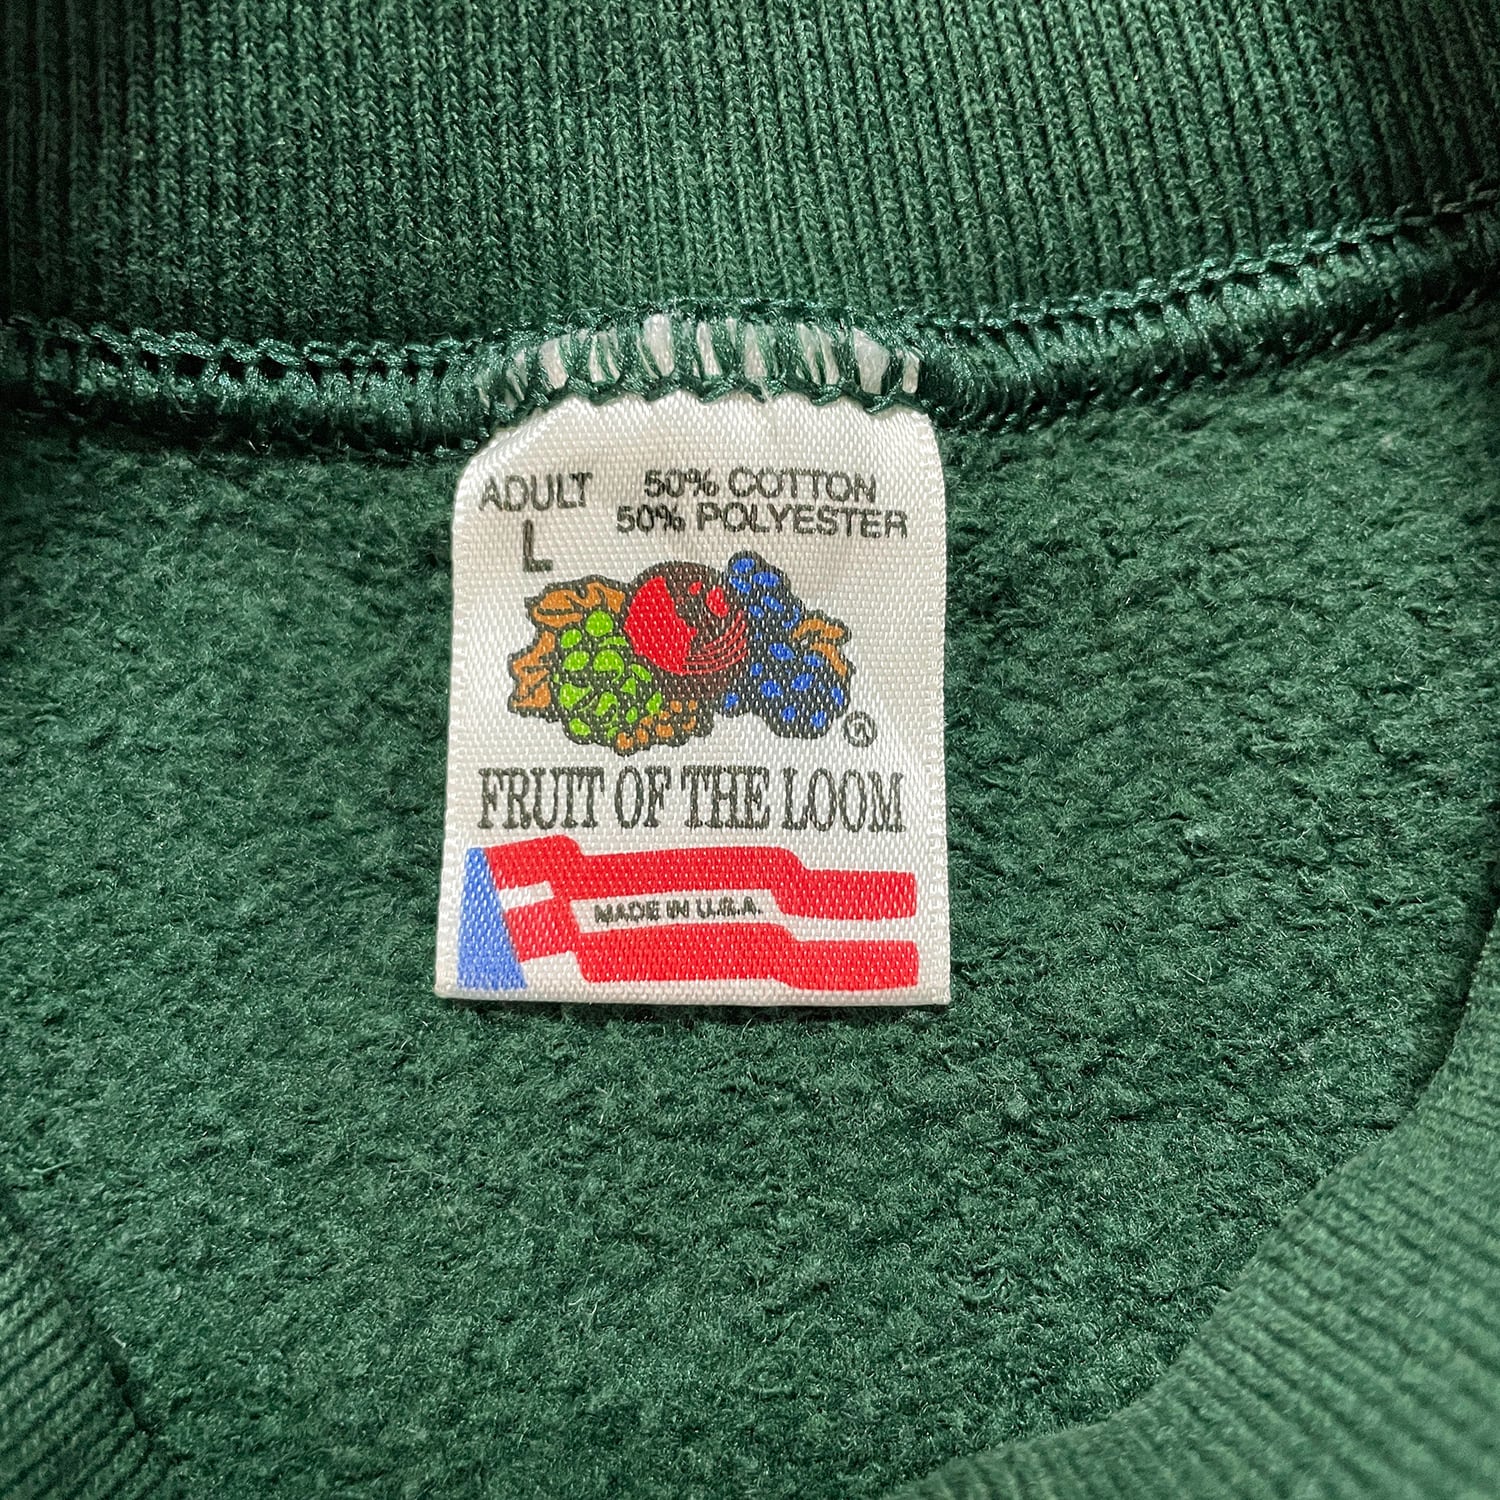 ADULT
L
50% COTTON
50% POLYESTER
®
FRUIT OF THE LOOM
MADE IN U.S.A.